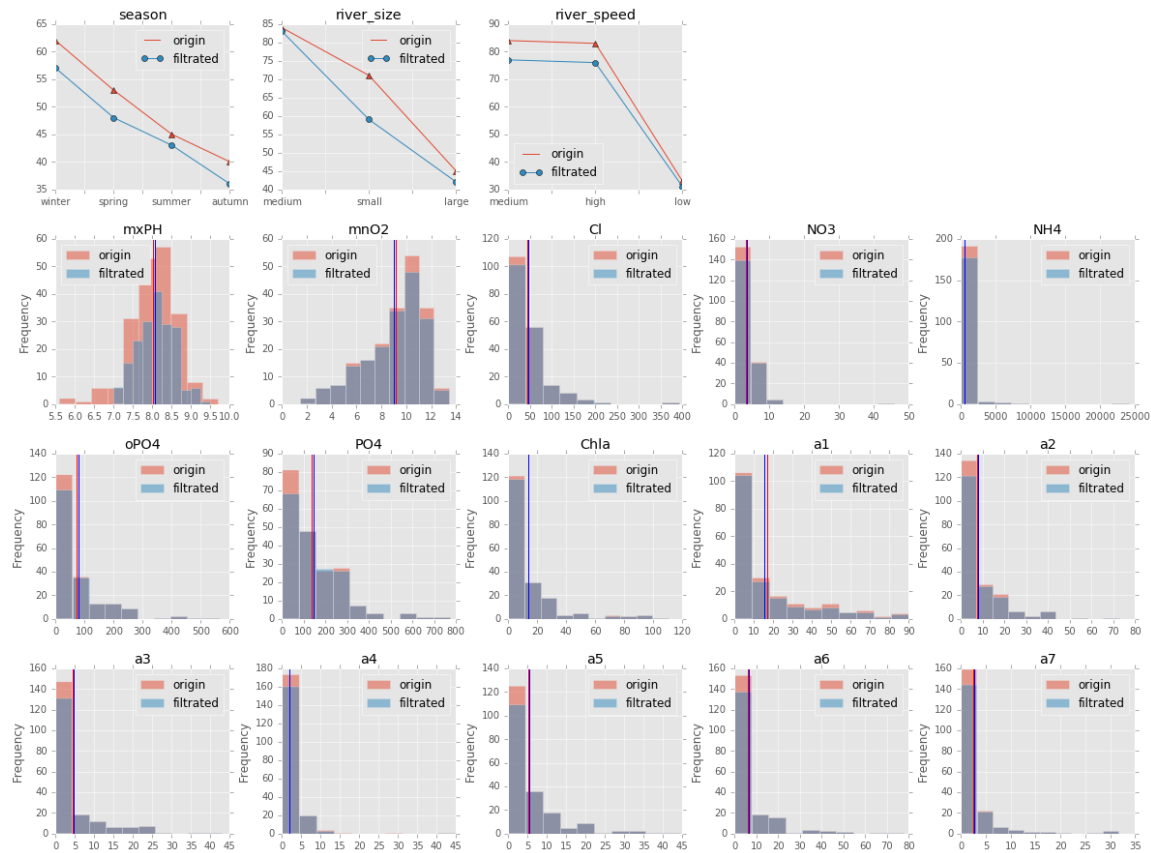 season river_size river_speed
65 60 55 50 45 40 35
winter spring summer autumn
origin
filtrated
85 80 75 70 65 60 55 50 45 40
medium small large
origin
filtrated
90 80 70 60 50 40 30
medium high low
origin
filtrated
mxPH mnO2 Cl NO3 NH4
Frequency
60 50 40 30 20 10 0
5.5 6.0 6.5 7.0 7.5 8.0 8.5 9.0 9.5 10.0
origin
filtrated
Frequency
60 50 40 30 20 10 0
0 2 4 6 8 10 12 14
origin
filtrated
Frequency
120 100 80 60 40 20 0
0 50 100 150 200 250 300 350 400
origin
filtrated
Frequency
160 140 120 100 80 60 40 20 0
0 10 20 30 40 50
origin
filtrated
Frequency
200 150 100 50 0
0 5000 10000 15000 20000 25000
origin
filtrated
oPO4 PO4 Chla a1 a2
Frequency
140 120 100 80 60 40 20 0
0 100 200 300 400 500 600
origin
filtrated
Frequency
90 80 70 60 50 40 30 20 10 0
0 100 200 300 400 500 600 700 800
origin
filtrated
Frequency
140 120 100 80 60 40 20 0
0 20 40 60 80 100 120
origin
filtrated
Frequency
120 100 80 60 40 20 0
0 10 20 30 40 50 60 70 80 90
origin
filtrated
Frequency
140 120 100 80 60 40 20 0
0 10 20 30 40 50 60 70 80
origin
filtrated
a3 a4 a5 a6 a7
Frequency
160 140 120 100 80 60 40 20 0
0 5 10 15 20 25 30 35 40 45
origin
filtrated
Frequency
180 160 140 120 100 80 60 40 20 0
0 5 10 15 20 25 30 35 40 45
origin
filtrated
Frequency
140 120 100 80 60 40 20 0
0 5 10 15 20 25 30 35 40 45
origin
filtrated
Frequency
160 140 120 100 80 60 40 20 0
0 10 20 30 40 50 60 70 80
origin
filtrated
Frequency
160 140 120 100 80 60 40 20 0
0 5 10 15 20 25 30 35
origin
filtrated